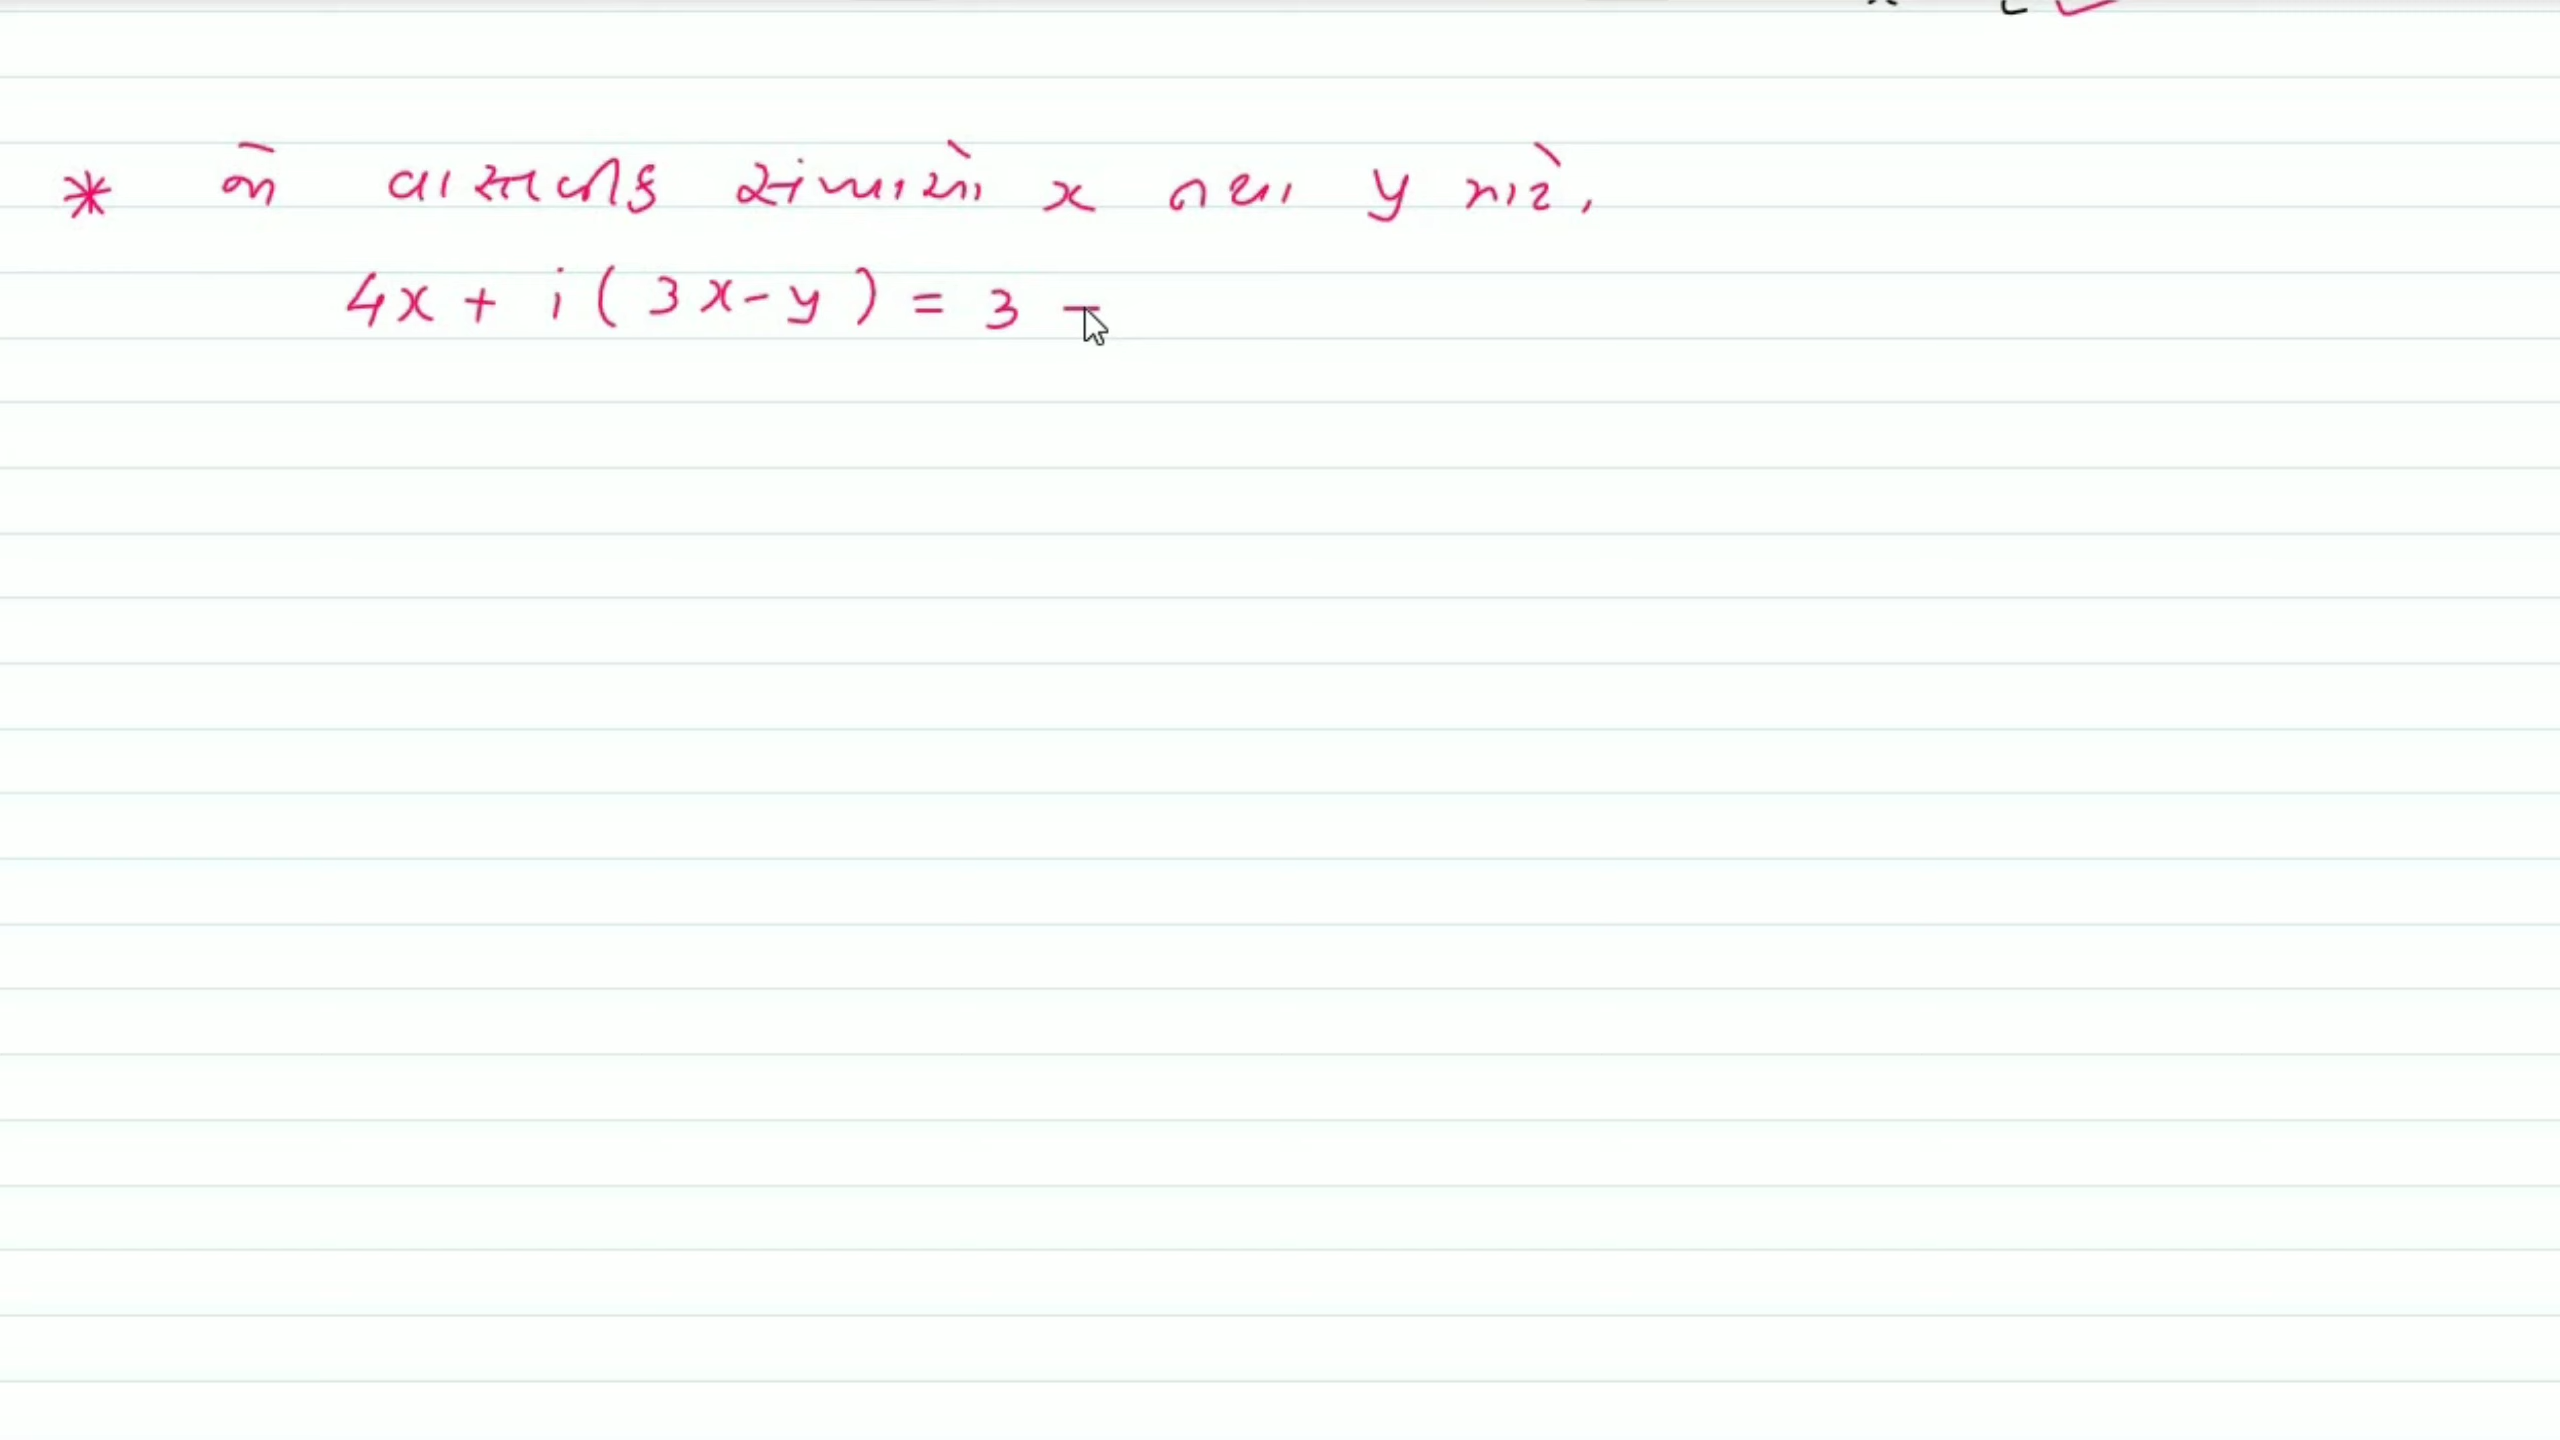 * વાસ્તવિક સંખ્યાઓ x તથા y માટે,
4x + i ( 3x - y ) = 3 -